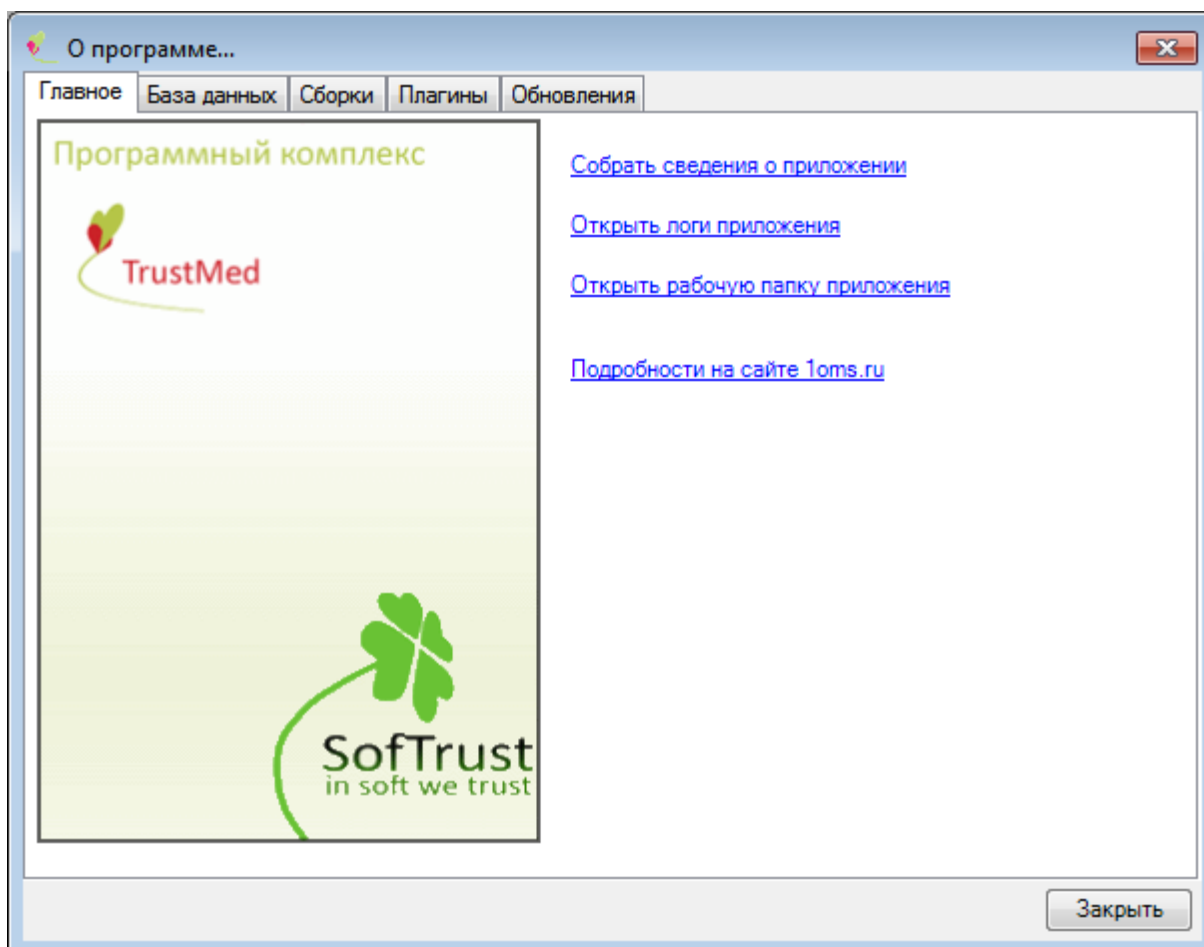 О программе...
Главное
База данных
Сборки
Плагины
Обновления
Программный комплекс
TrustMed
Собрать сведения о приложении
Открыть логи приложения
Открыть рабочую папку приложения
Подробности на сайте 1oms.ru
SofTrust
in soft we trust
Закрыть